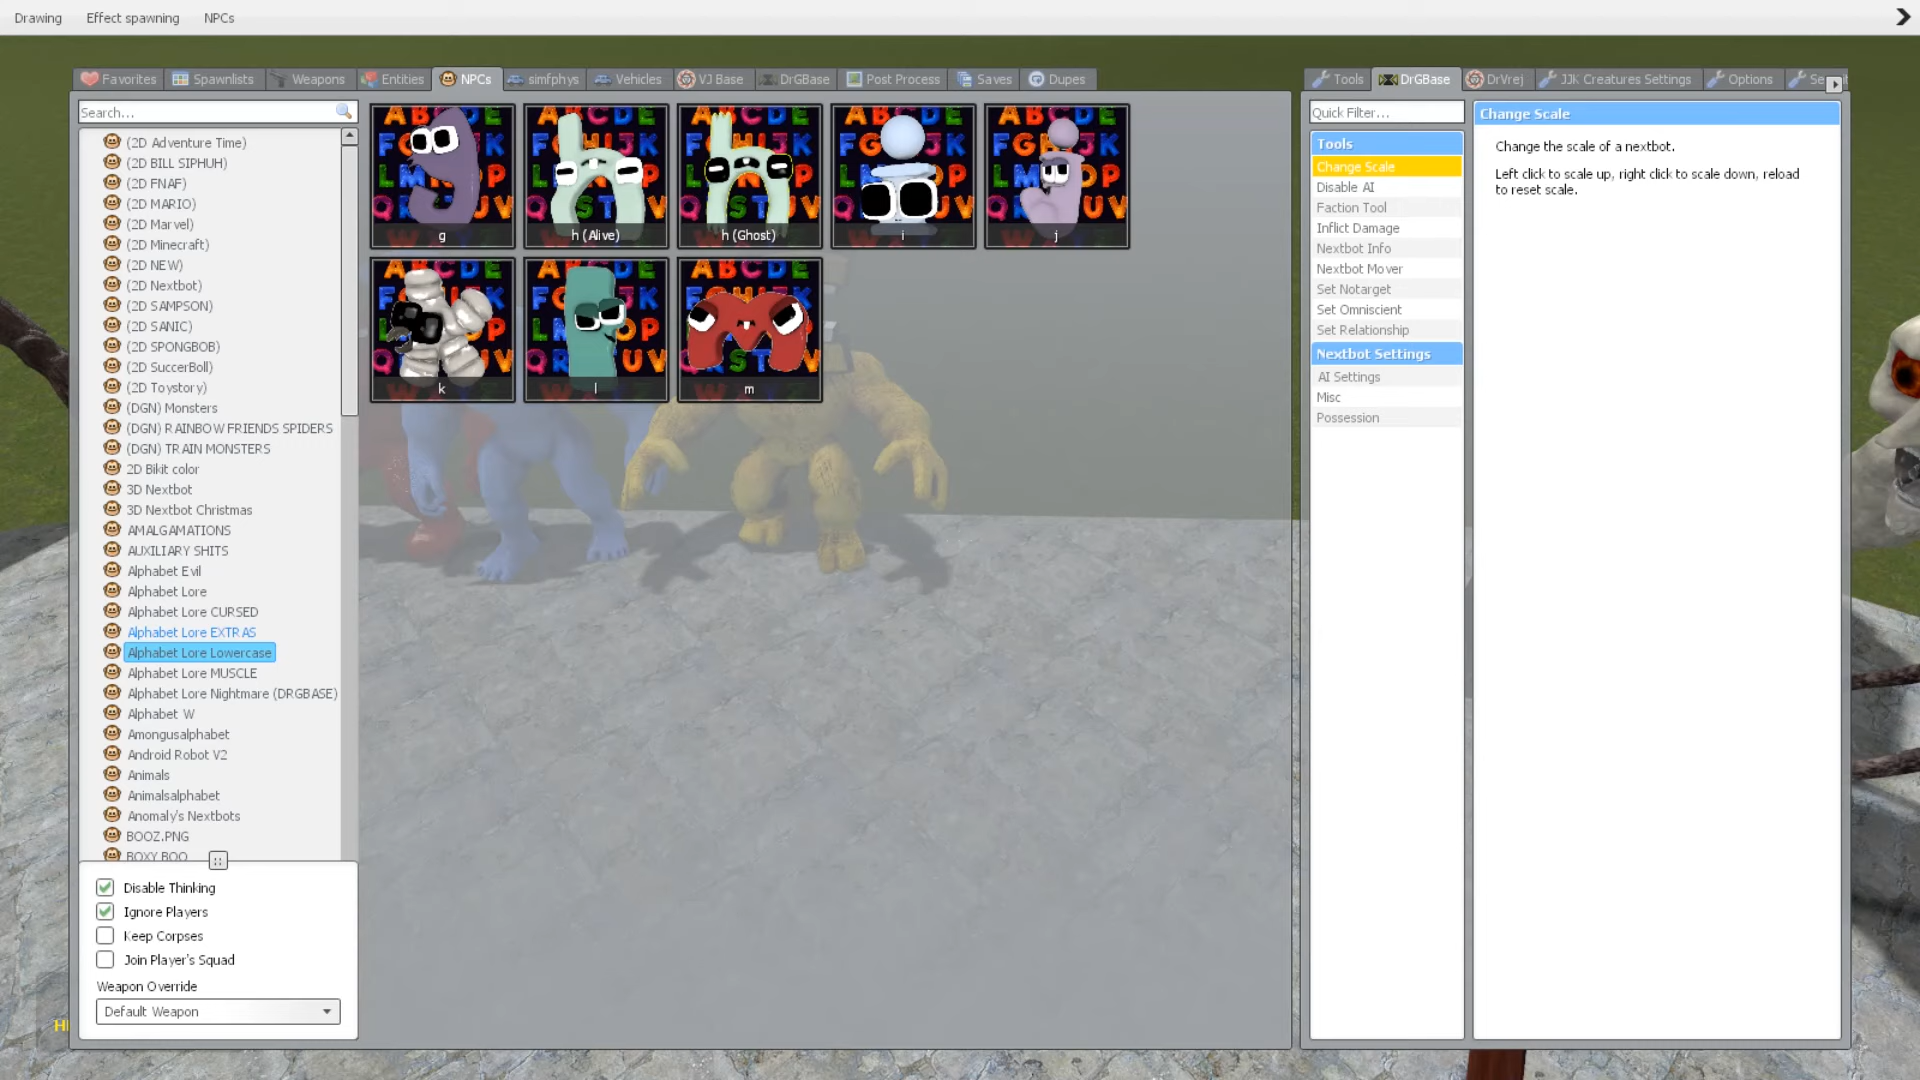 Drawing Effect spawning NPCs
Favorites Spawnlists Weapons Entities NPCs simfphys Vehicles VJ Base DrGBase Post Process Saves Dupes
Tools DrGBase DrVrej JJK Creatures Settings Options Se
Search...
(2D Adventure Time)
(2D BILL SIPHUH)
(2D FNAF)
(2D MARIO)
(2D Marvel)
(2D Minecraft)
(2D NEW)
(2D Nextbot)
(2D SAMPSON)
(2D SANIC)
(2D SPONGBOB)
(2D SuccerBoll)
(2D Toystory)
(DGN) Monsters
(DGN) RAINBOW FRIENDS SPIDERS
(DGN) TRAIN MONSTERS
2D Bikit color
3D Nextbot
3D Nextbot Christmas
AMALGAMATIONS
AUXILIARY SHITS
Alphabet Evil
Alphabet Lore
Alphabet Lore CURSED
Alphabet Lore EXTRAS
Alphabet Lore Lowercase
Alphabet Lore MUSCLE
Alphabet Lore Nightmare (DRGBASE)
Alphabet W
Amongusalphabet
Android Robot V2
Animals
Animalsalphabet
Anomaly's Nextbots
BOOZ.PNG
BOXY BOO
Disable Thinking
Ignore Players
Keep Corpses
Join Player's Squad
Weapon Override
Default Weapon
g h (Alive) h (Ghost) i j
k l m
Quick Filter...
Tools
Change Scale
Disable AI
Faction Tool
Inflict Damage
Nextbot Info
Nextbot Mover
Set Notarget
Set Omniscient
Set Relationship
Nextbot Settings
AI Settings
Misc
Possession
Change Scale
Change the scale of a nextbot.
Left click to scale up, right click to scale down, reload
to reset scale.